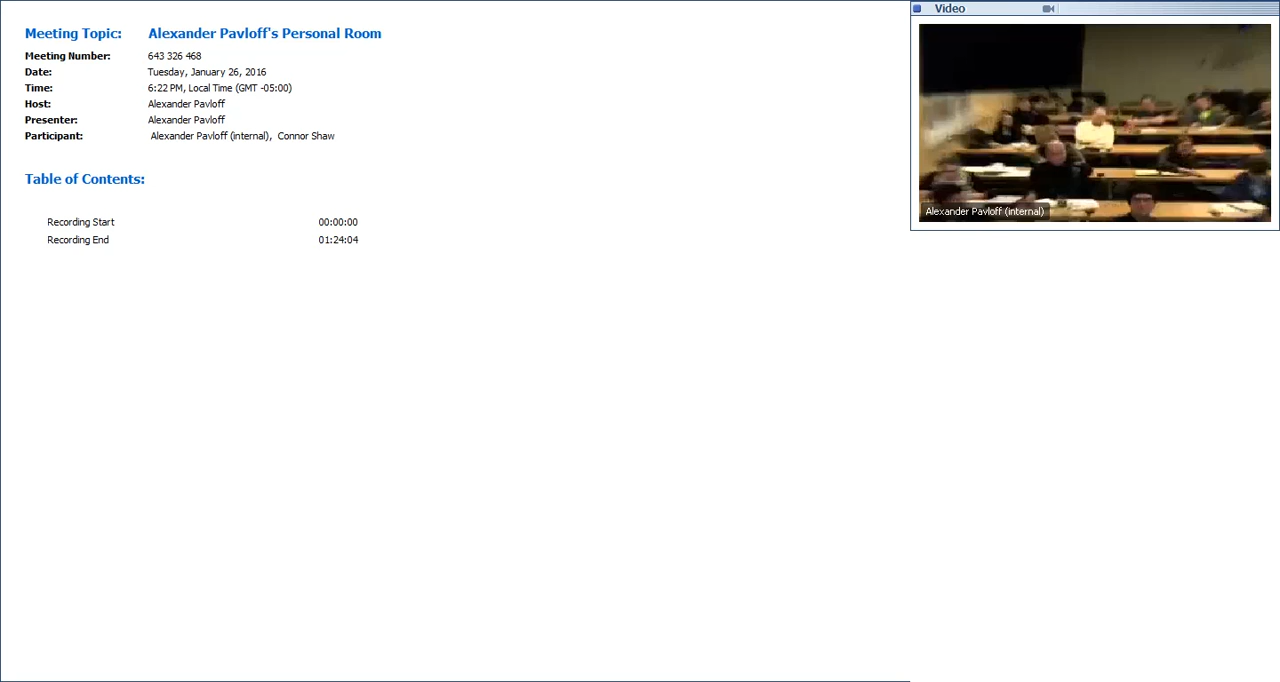 Meeting Topic: Alexander Pavloff's Personal Room
Meeting Number: 643 326 468
Date: Tuesday, January 26, 2016
Time: 6:22 PM, Local Time (GMT -05:00)
Host: Alexander Pavloff
Presenter: Alexander Pavloff
Participant: Alexander Pavloff (internal), Connor Shaw
Table of Contents:
Recording Start 00:00:00
Recording End 01:24:04
Video
Alexander Pavloff (internal)